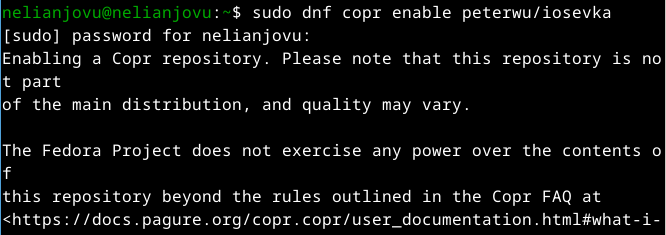 nelianjovu@nelianjovu:~$ sudo dnf copr enable peterwu/iosevka
[sudo] password for nelianjovu:
Enabling a Copr repository. Please note that this repository is no
t part
of the main distribution, and quality may vary.

The Fedora Project does not exercise any power over the contents o
f
this repository beyond the rules outlined in the Copr FAQ at
<https://docs.pagure.org/copr.copr/user_documentation.html#what-i-